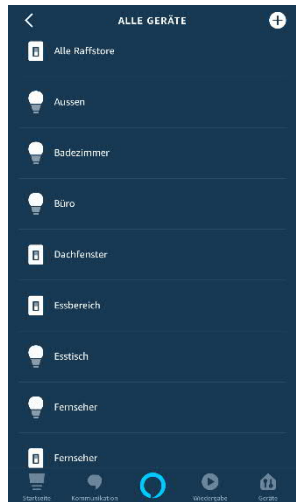 ALLE GERÄTE
Alle Raffstore
Aussen
Badezimmer
Büro
Dachfenster
Essbereich
Esstisch
Fernseher
Fernseher
Startseite Kommunikation Wiedergabe Geräte